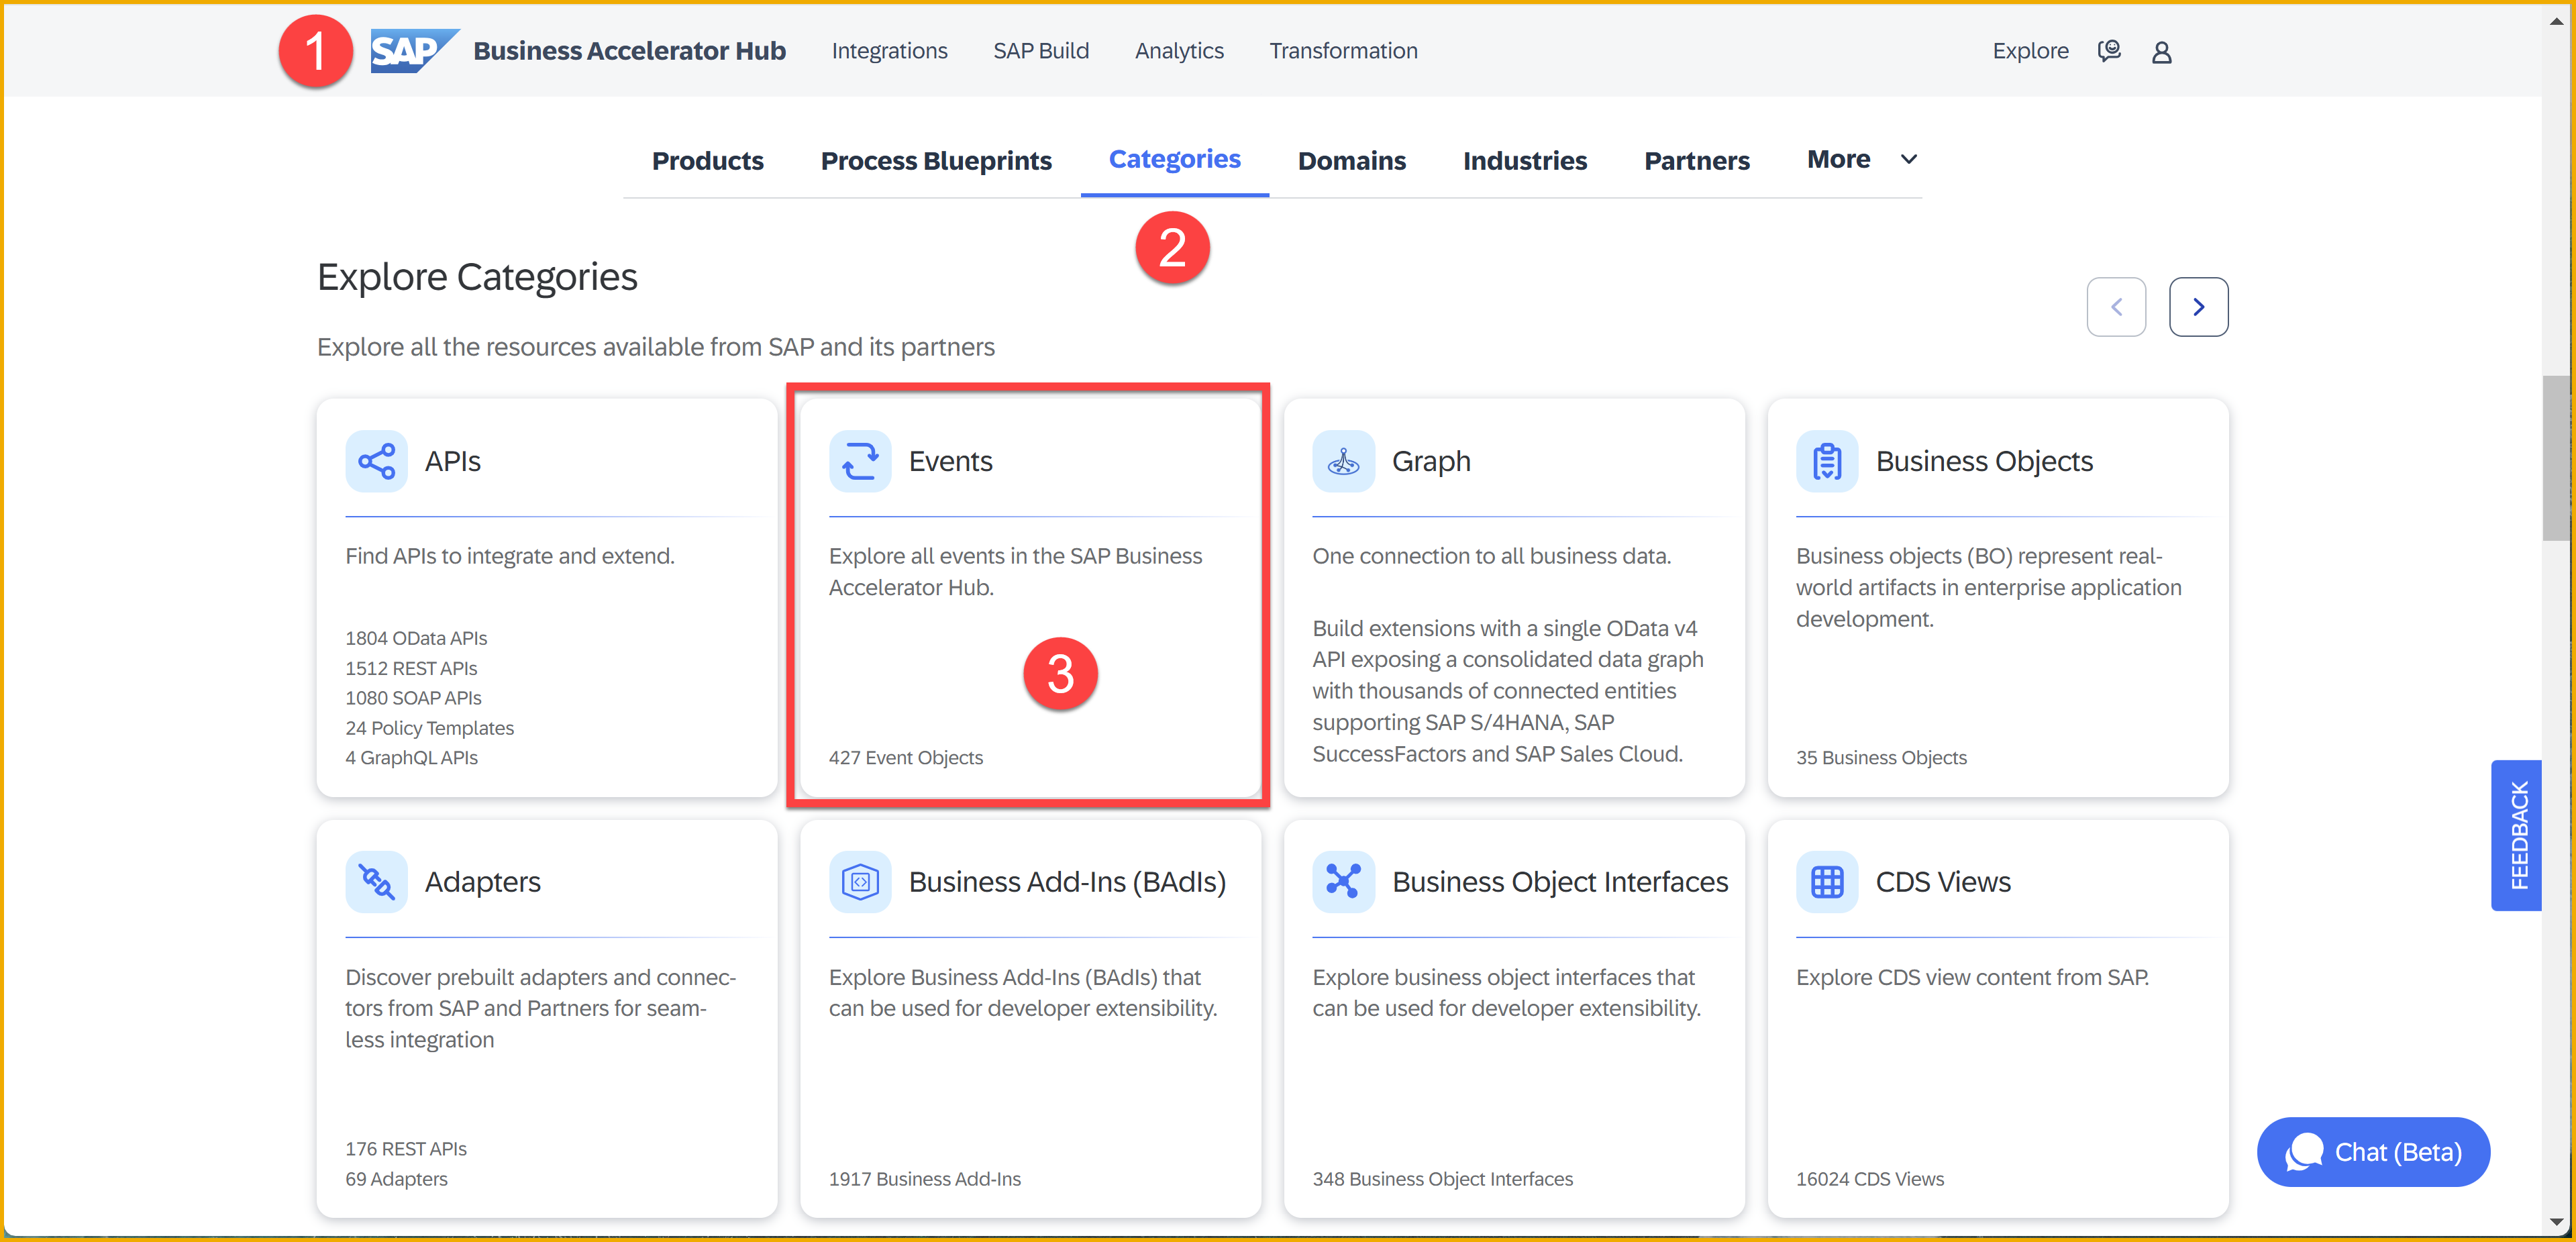 1 SAP Business Accelerator Hub Integrations SAP Build Analytics Transformation Explore
Products Process Blueprints Categories Domains Industries Partners More
2
Explore Categories
Explore all the resources available from SAP and its partners
APIs
Find APIs to integrate and extend.
1804 OData APIs
1512 REST APIs
1080 SOAP APIs
24 Policy Templates
4 GraphQL APIs
Events
Explore all events in the SAP Business
Accelerator Hub.
3
427 Event Objects
Graph
One connection to all business data.
Build extensions with a single OData v4
API exposing a consolidated data graph
with thousands of connected entities
supporting SAP S/4HANA, SAP
SuccessFactors and SAP Sales Cloud.
Business Objects
Business objects (BO) represent real-
world artifacts in enterprise application
development.
35 Business Objects
Adapters
Discover prebuilt adapters and connec-
tors from SAP and Partners for seam-
less integration
176 REST APIs
69 Adapters
Business Add-Ins (BAdIs)
Explore Business Add-Ins (BAdIs) that
can be used for developer extensibility.
1917 Business Add-Ins
Business Object Interfaces
Explore business object interfaces that
can be used for developer extensibility.
348 Business Object Interfaces
CDS Views
Explore CDS view content from SAP.
16024 CDS Views
FEEDBACK
Chat (Beta)